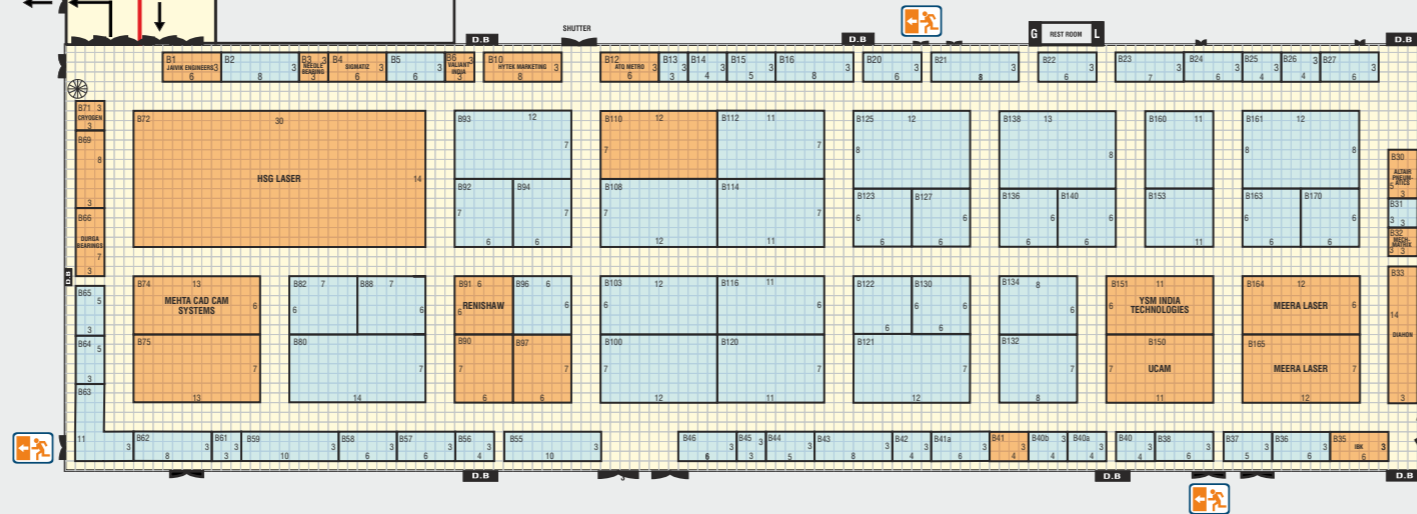 SHUTTER
G REST ROOM L
D.B
D.B
D.B
B1 3
JAIVIK ENGINEERS
6
B2 3
8
B3 3
NEEDLE BEARING
3
B4 3
SIGMATIZ
6
B5 3
6
B6 3
VALIANT INDIA
3
B10 3
HYTEK MARKETING
8
B12 3
ATQ METRO
6
B13 3
3
B14 3
4
B15 3
5
B16 3
8
B20 3
6
B21 3
8
B22 3
6
B23 3
7
B24 3
6
B25 3
4
B26 3
4
B27 3
6
B71 3
CRYOGEN
3
B69
8
3
B66
DURGA BEARINGS
7
3
D.B
B65
5
3
B64 5
3
B63
11
3
B72 30
HSG LASER 14
B93 12
7
B92
7
6
B94
7
6
B110 12
7
B112 11
7
B108
7
12
B114
7
11
B125 12
8
B123
6
6
B127
6
6
B138 13
8
B136
6
6
B140
6
6
B160 11
B153
11
B161 12
8 8
B163
6
6
B170
6
6
B30
ALTAIR PNEUM-
ATICS
5 3
B31
3 3
B32
MECH-
MATRIX
3 3
B33
14
DIAHON
3
B74 13
MEHTA CAD CAM
SYSTEMS
6
B75
7
13
B82 7
6
B88 7
6
B80
7
14
B91 6
6 RENISHAW
B96 6
6
B90
6
B97
7
6
B103 12
6
B116 11
6
B100
7
12
B120
7
11
B122
6
6
B130
6
6
B121
7
12
B134 8
6
B132
7
8
B151 11
6
YSM INDIA
TECHNOLOGIES
B150
7 UCAM
11
B164 12
MEERA LASER 6
B165
MEERA LASER 7
12
B62 3
8
B61 3
3
B59 3
10
B58 3
6
B57 3
6
B56 3
4
B55 3
10
B46 3
6
B45 3
3
B44 3
5
B43 3
8
B42 3
4
B41a 3
6
B41 3
4
B40b 3
4
B40a 3
4
B40 3
4
B38 3
6
B37 3
5
B36 3
6
B35 3
6
D.B
D.B
D.B